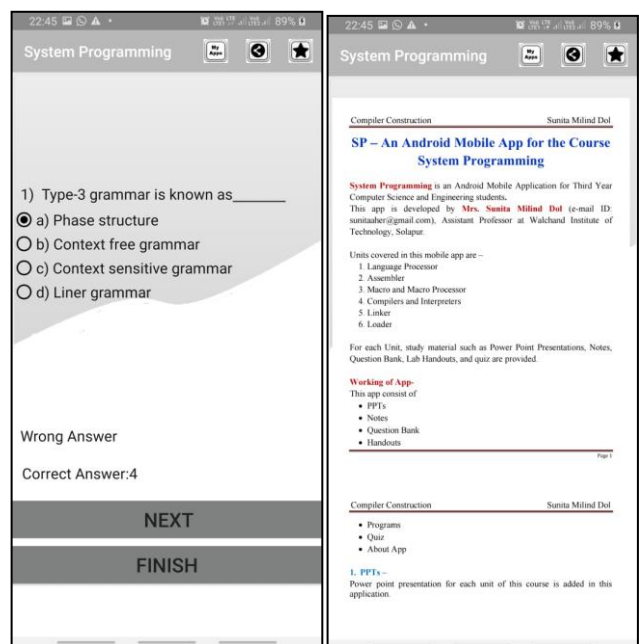 22:45 89%
System Programming My Apps
1) Type-3 grammar is known as_______
a) Phase structure
b) Context free grammar
c) Context sensitive grammar
d) Liner grammar
Wrong Answer
Correct Answer:4
NEXT
FINISH
22:45 89%
System Programming My Apps
Compiler Construction Sunita Milind Dol
SP – An Android Mobile App for the Course
System Programming
System Programming is an Android Mobile Application for Third Year
Computer Science and Engineering students.
This app is developed by Mrs. Sunita Milind Dol (e-mail ID:
sunitaaher@gmail.com), Assistant Professor at Walchand Institute of
Technology, Solapur.
Units covered in this mobile app are –
1. Language Processor
2. Assembler
3. Macro and Macro Processor
4. Compilers and Interpreters
5. Linker
6. Loader
For each Unit, study material such as Power Point Presentations, Notes,
Question Bank, Lab Handouts, and quiz are provided.
Working of App-
This app consist of
• PPTs
• Notes
• Question Bank
• Handouts
Page 1
Compiler Construction Sunita Milind Dol
• Programs
• Quiz
• About App
1. PPTs –
Power point presentation for each unit of this course is added in this
application.